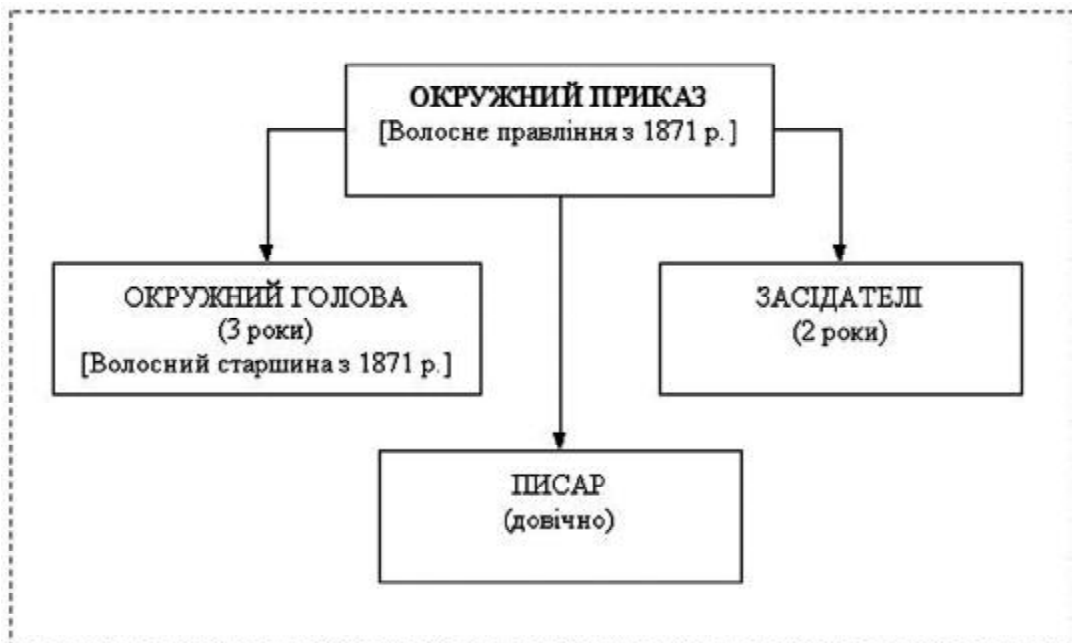 ОКРУЖНИЙ ПРИКАЗ
[Волосне правління з 1871 р.]
ОКРУЖНИЙ ГОЛОВА
(3 роки)
[Волосний старшина з 1871 р.]
ЗАСІДАТЕЛІ
(2 роки)
ПИСАР
(довічно)